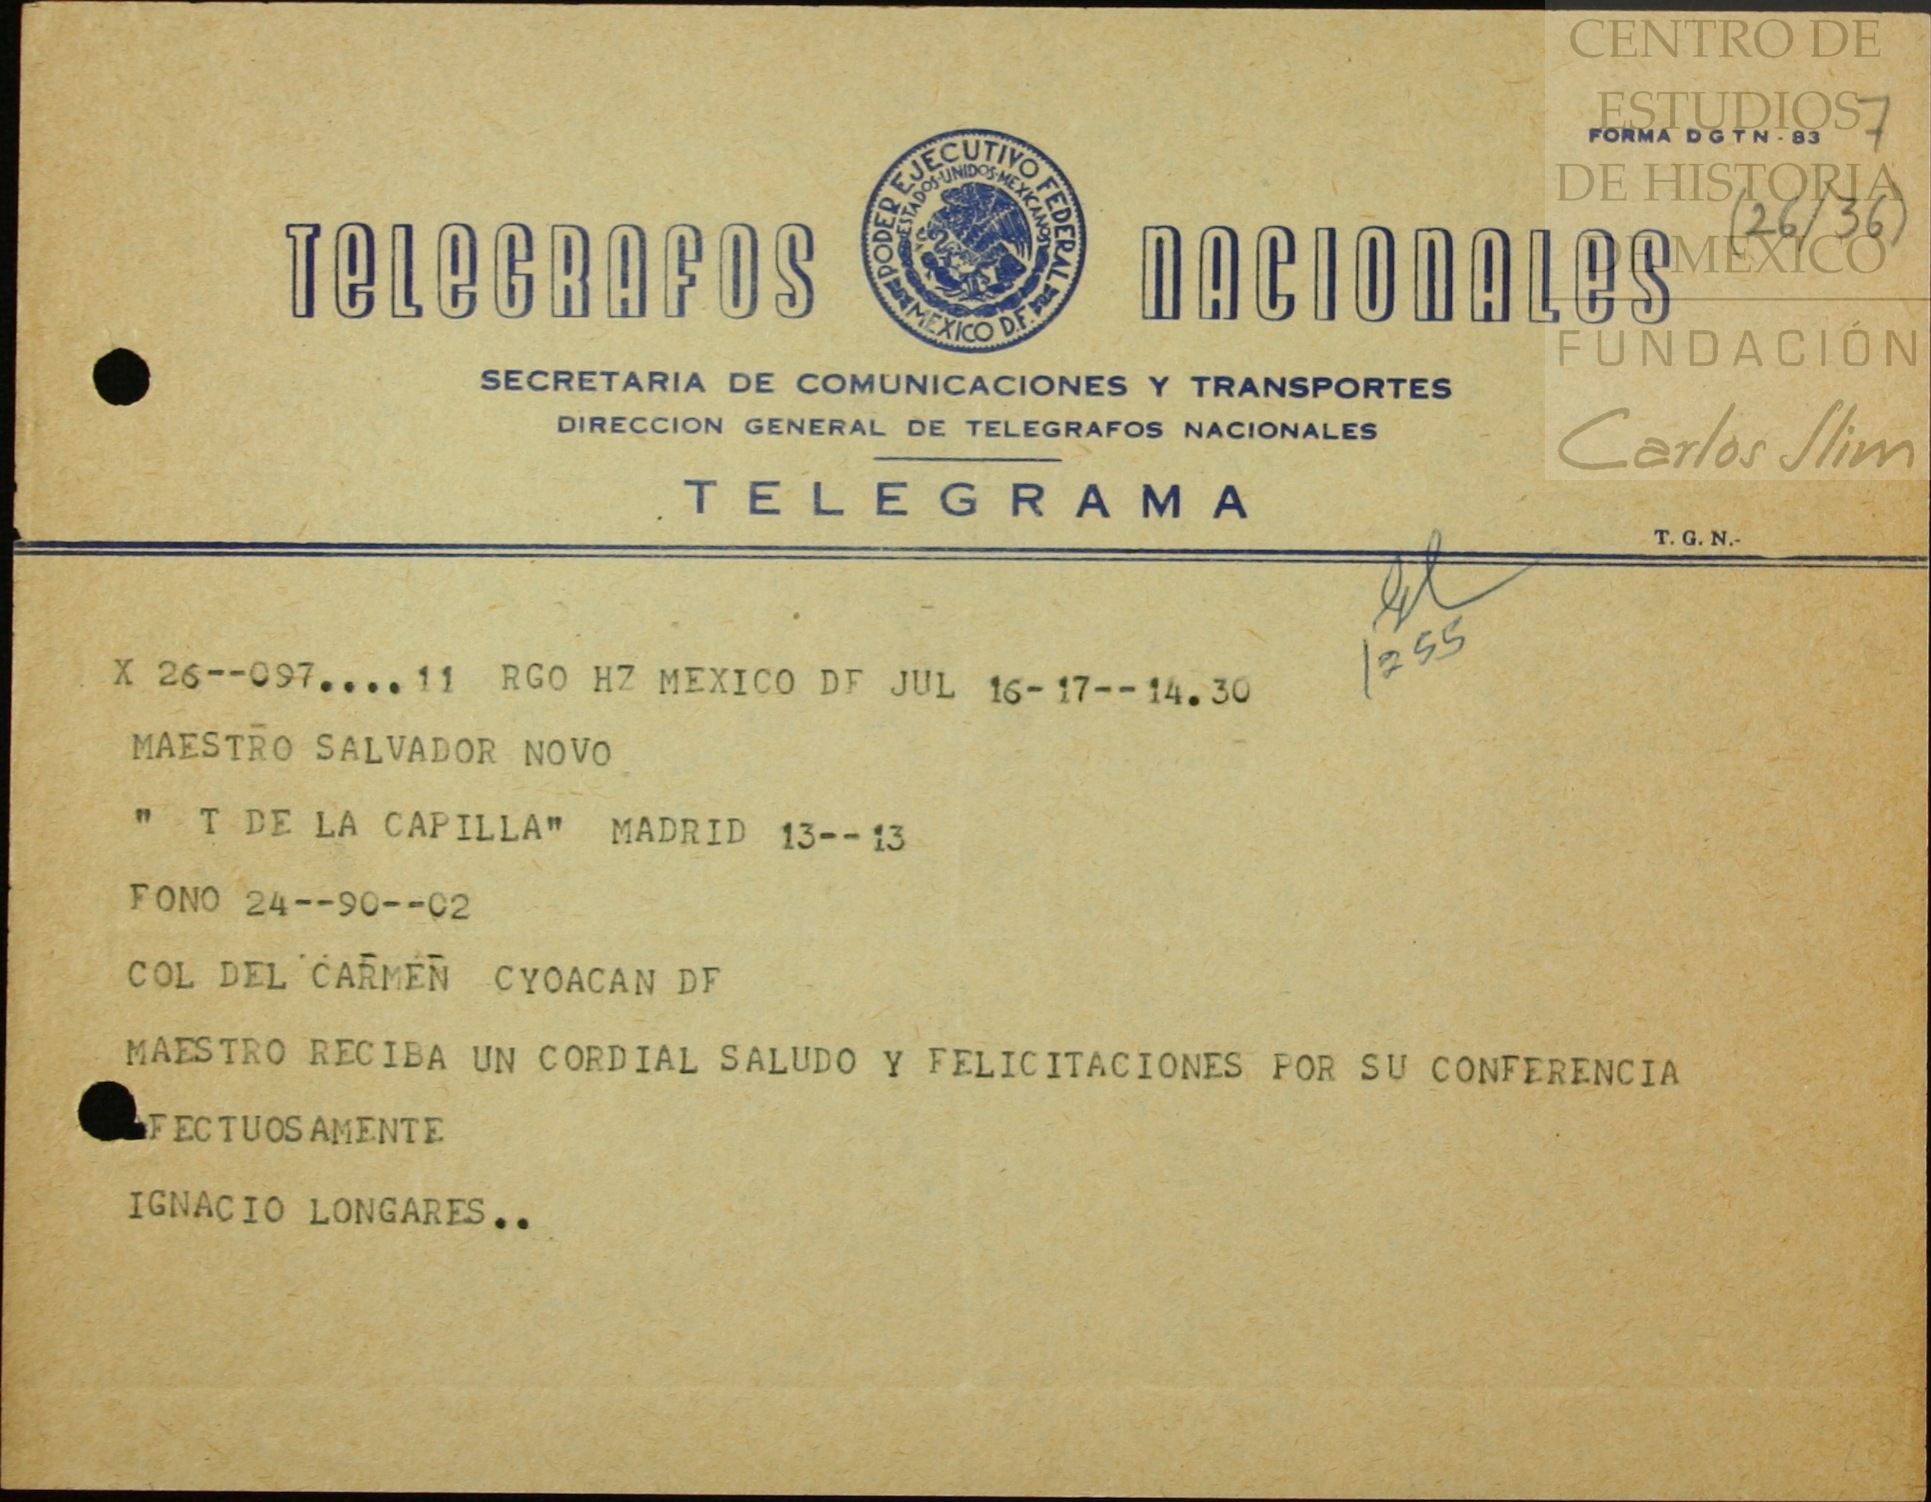 CENTRO DE
ESTUDIOS
DE HISTORIA
DE MEXICO
FUNDACIÓN
Carlos Slim
7
FORMA D G T N - 83
(26/36)
TELEGRAFOS NACIONALES
PODER EJECUTIVO FEDERAL
ESTADOS·UNIDOS·MEXICANOS
MEXICO D.F.
SECRETARIA DE COMUNICACIONES Y TRANSPORTES
DIRECCION GENERAL DE TELEGRAFOS NACIONALES
TELEGRAMA
T. G. N.-
1255
X 26--097....11 RGO HZ MEXICO DF JUL 16-17--14.30
MAESTRO SALVADOR NOVO
" T DE LA CAPILLA" MADRID 13--13
FONO 24--90--02
COL DEL CARMEN CYOACAN DF
MAESTRO RECIBA UN CORDIAL SALUDO Y FELICITACIONES POR SU CONFERENCIA
AFECTUOSAMENTE
IGNACIO LONGARES..